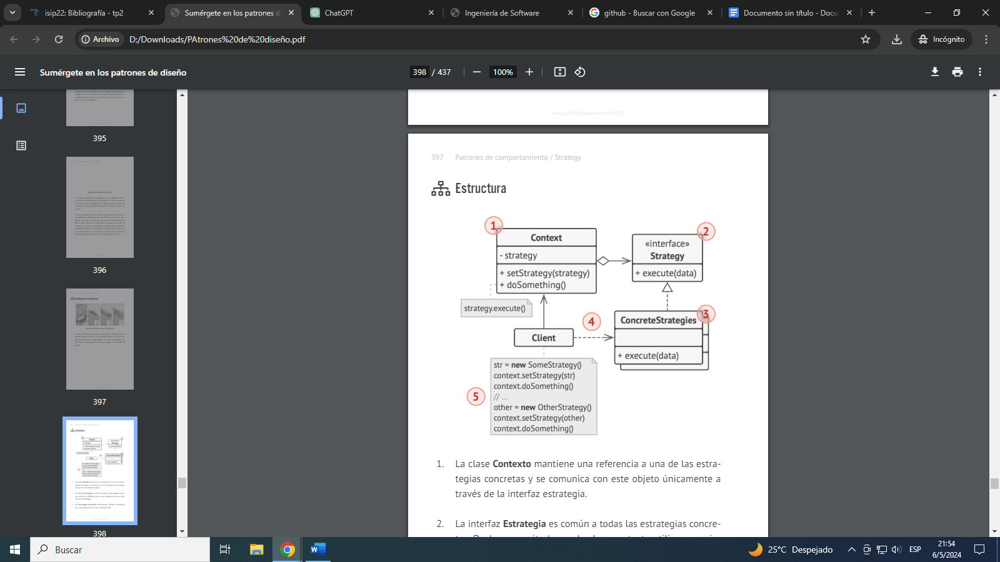 isip22: Bibliografía - tp2
Sumérgete en los patrones d
ChatGPT
Ingeniería de Software
github - Buscar con Google
Documento sin título - Docu
Archivo
D:/Downloads/PAtrones%20de%20diseño.pdf
Incógnito
Sumérgete en los patrones de diseño
398 / 437
100%
395
396
397
398
397 Patrones de comportamiento / Strategy
Estructura
1
Context
- strategy
+ setStrategy(strategy)
+ doSomething()
2
«interface»
Strategy
+ execute(data)
strategy.execute()
3
ConcreteStrategies
+ execute(data)
4
Client
5
str = new SomeStrategy()
context.setStrategy(str)
context.doSomething()
// ...
other = new OtherStrategy()
context.setStrategy(other)
context.doSomething()
1. La clase Contexto mantiene una referencia a una de las estra-
tegias concretas y se comunica con este objeto únicamente a
través de la interfaz estrategia.
2. La interfaz Estrategia es común a todas las estrategias concre-
Buscar
25°C Despejado
ESP
21:54
6/5/2024